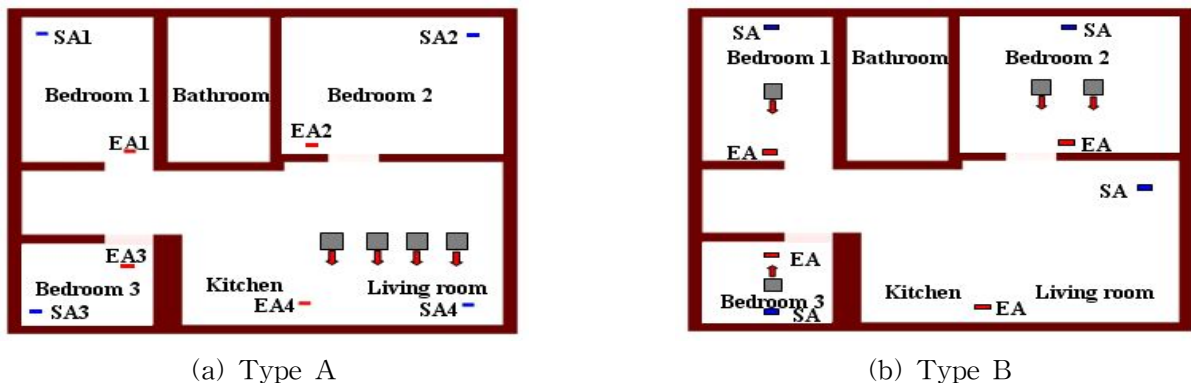 SA1
SA2
Bedroom 1
Bathroom
Bedroom 2
EA1
EA2
EA3
Bedroom 3
SA3
Kitchen
EA4
Living room
SA4
(a) Type A
SA
SA
Bedroom 1
Bathroom
Bedroom 2
EA
EA
SA
EA
Bedroom 3
SA
Kitchen
EA
Living room
(b) Type B